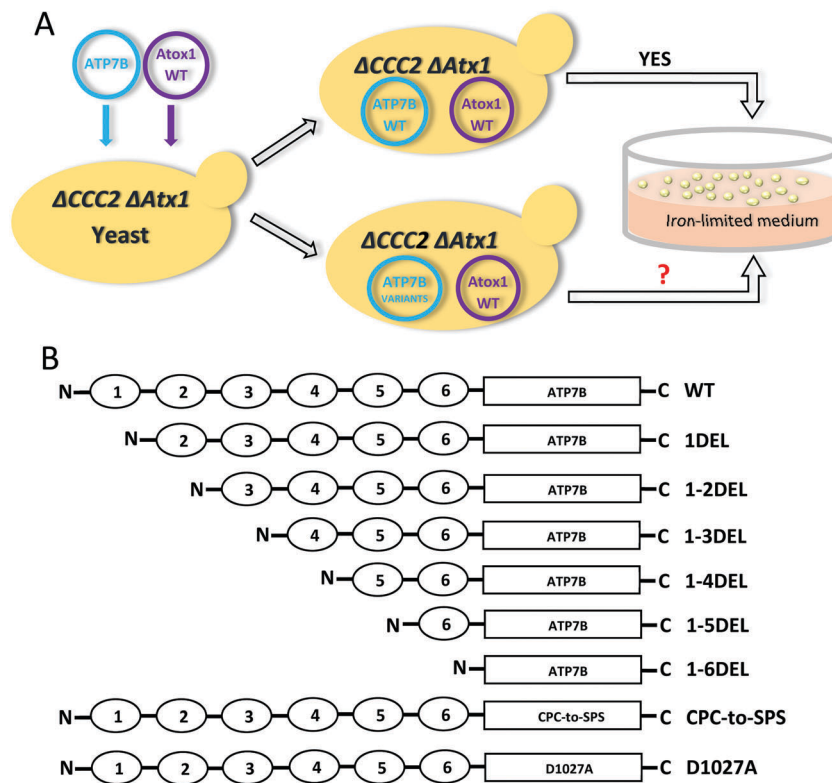 A
ATP7B
Atox1
WT
ΔCCC2 ΔAtx1
Yeast
ΔCCC2 ΔAtx1
ATP7B
WT
Atox1
WT
YES
Iron-limited medium
ΔCCC2 ΔAtx1
ATP7B
VARIANTS
Atox1
WT
?
B
N 1 2 3 4 5 6 ATP7B C WT
N 2 3 4 5 6 ATP7B C 1DEL
N 3 4 5 6 ATP7B C 1-2DEL
N 4 5 6 ATP7B C 1-3DEL
N 5 6 ATP7B C 1-4DEL
N 6 ATP7B C 1-5DEL
N ATP7B C 1-6DEL
N 1 2 3 4 5 6 CPC-to-SPS C CPC-to-SPS
N 1 2 3 4 5 6 D1027A C D1027A